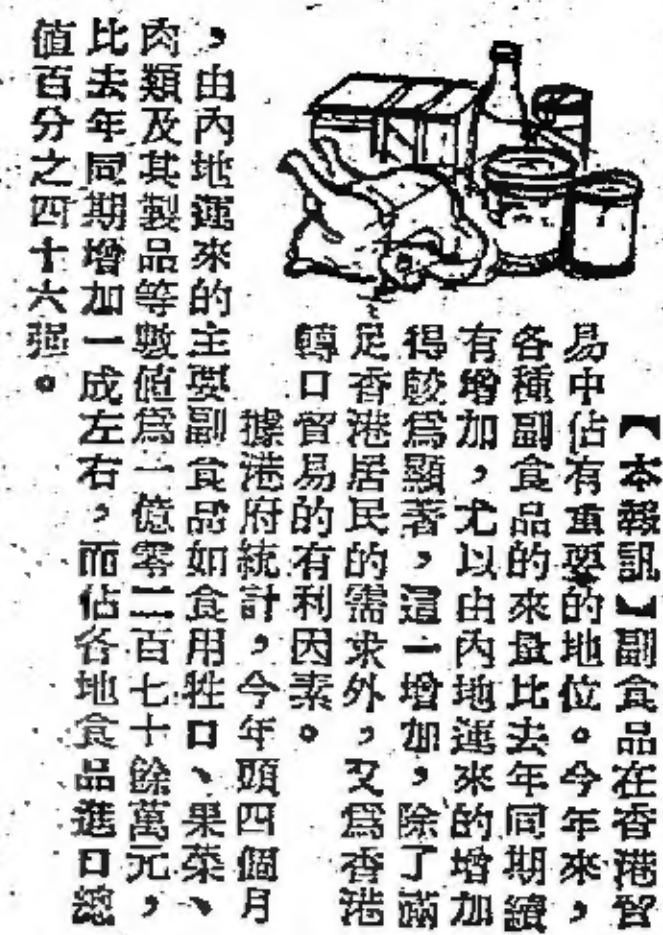 【本報訊】副食品在香港貿
易中佔有重要的地位。今年來，
各種副食品的來量比去年同期續
有增加，尤以由內地運來的增加
得較爲顯著，這一增加，除了滿
足香港居民的需求外，又爲香港
轉口貿易的有利因素。
據港府統計，今年頭四個月
，由內地運來的主要副食品如食用牲口、果菜、
肉類及其製品等數值爲一億零二百七十餘萬元，
比去年同期增加一成左右，而佔各地食品進口總
值百分之四十六強。